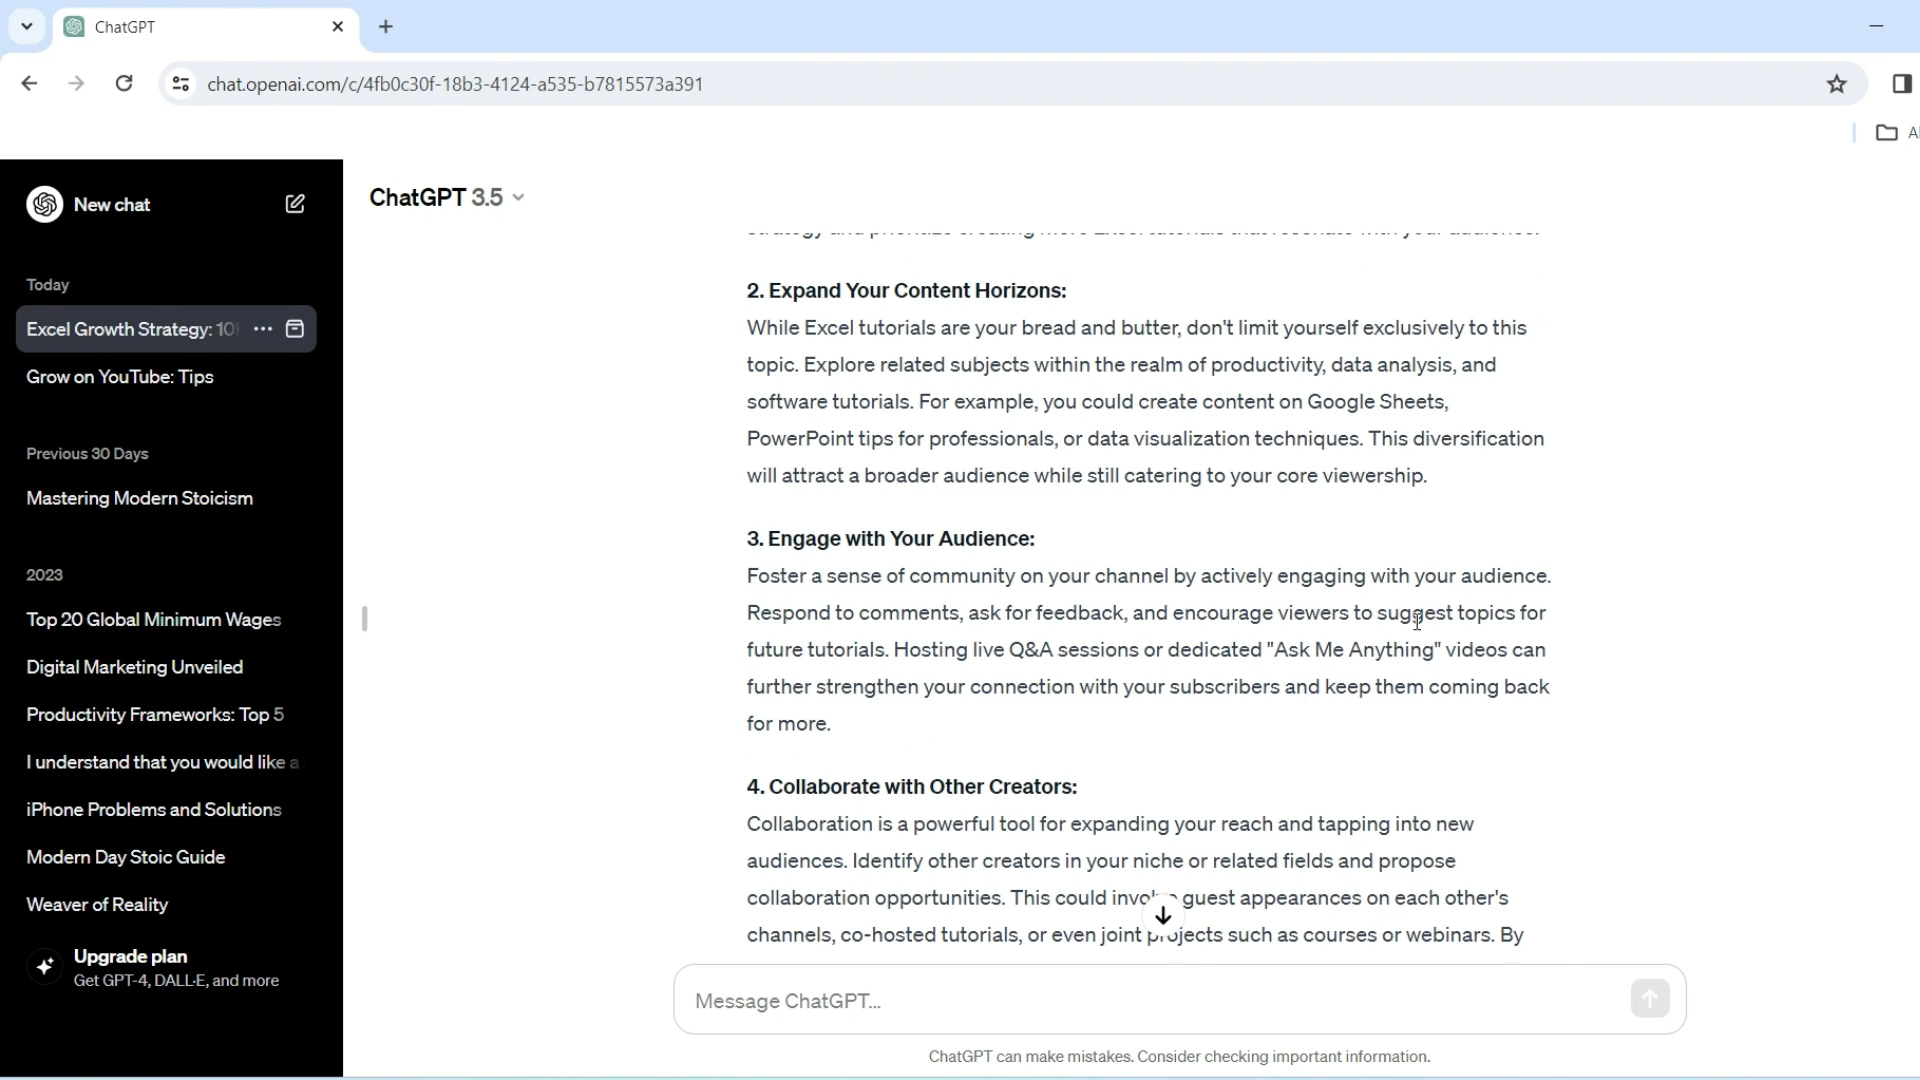 ChatGPT
chat.openai.com/c/4fb0c30f-18b3-4124-a535-b7815573a391
New chat
Today
Excel Growth Strategy: 10
Grow on YouTube: Tips
Previous 30 Days
Mastering Modern Stoicism
2023
Top 20 Global Minimum Wages
Digital Marketing Unveiled
Productivity Frameworks: Top 5
I understand that you would like a
iPhone Problems and Solutions
Modern Day Stoic Guide
Weaver of Reality
Upgrade plan
Get GPT-4, DALL·E, and more
ChatGPT 3.5
2. Expand Your Content Horizons:
While Excel tutorials are your bread and butter, don't limit yourself exclusively to this
topic. Explore related subjects within the realm of productivity, data analysis, and
software tutorials. For example, you could create content on Google Sheets,
PowerPoint tips for professionals, or data visualization techniques. This diversification
will attract a broader audience while still catering to your core viewership.
3. Engage with Your Audience:
Foster a sense of community on your channel by actively engaging with your audience.
Respond to comments, ask for feedback, and encourage viewers to suggest topics for
future tutorials. Hosting live Q&A sessions or dedicated "Ask Me Anything" videos can
further strengthen your connection with your subscribers and keep them coming back
for more.
4. Collaborate with Other Creators:
Collaboration is a powerful tool for expanding your reach and tapping into new
audiences. Identify other creators in your niche or related fields and propose
collaboration opportunities. This could involve guest appearances on each other's
channels, co-hosted tutorials, or even joint projects such as courses or webinars. By
Message ChatGPT...
ChatGPT can make mistakes. Consider checking important information.